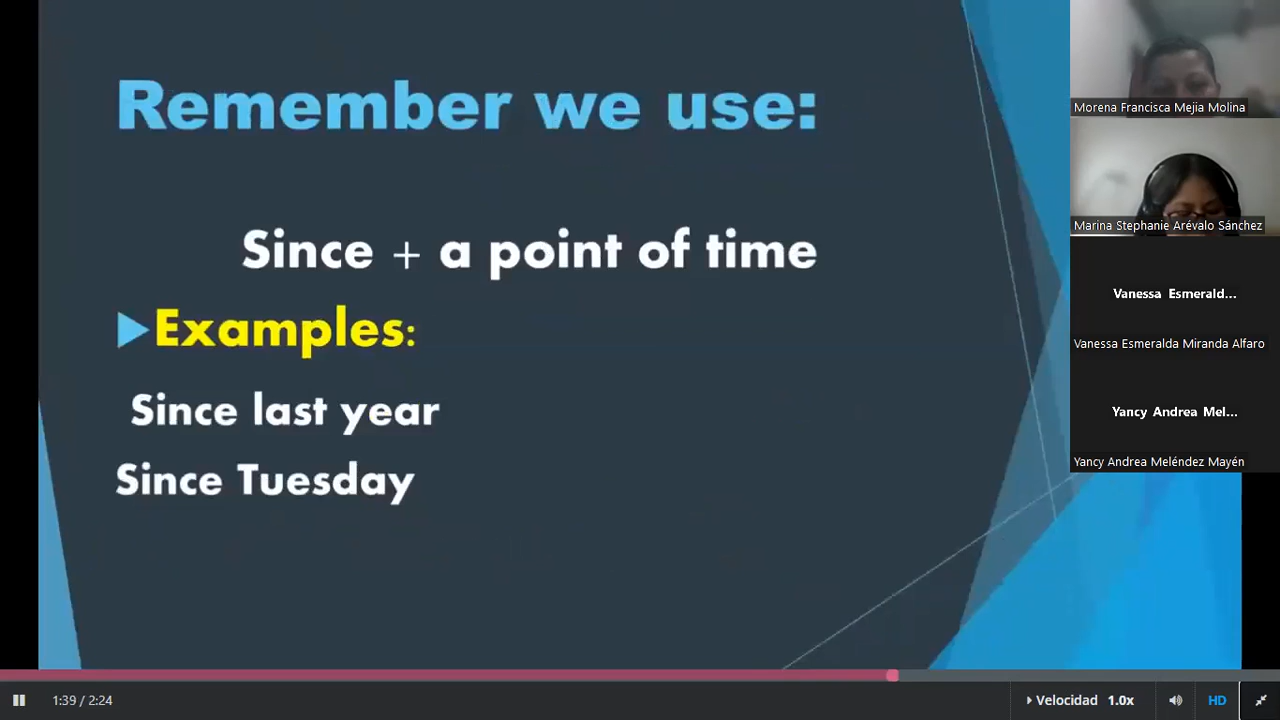 Remember we use:
Since + a point of time
Examples:
Since last year
Since Tuesday
Morena Francisca Mejia Molina
Marina Stephanie Arévalo Sánchez
Vanessa Esmerald...
Vanessa Esmeralda Miranda Alfaro
Yancy Andrea Mel...
Yancy Andrea Meléndez Mayén
1:39 / 2:24
Velocidad 1.0x
HD